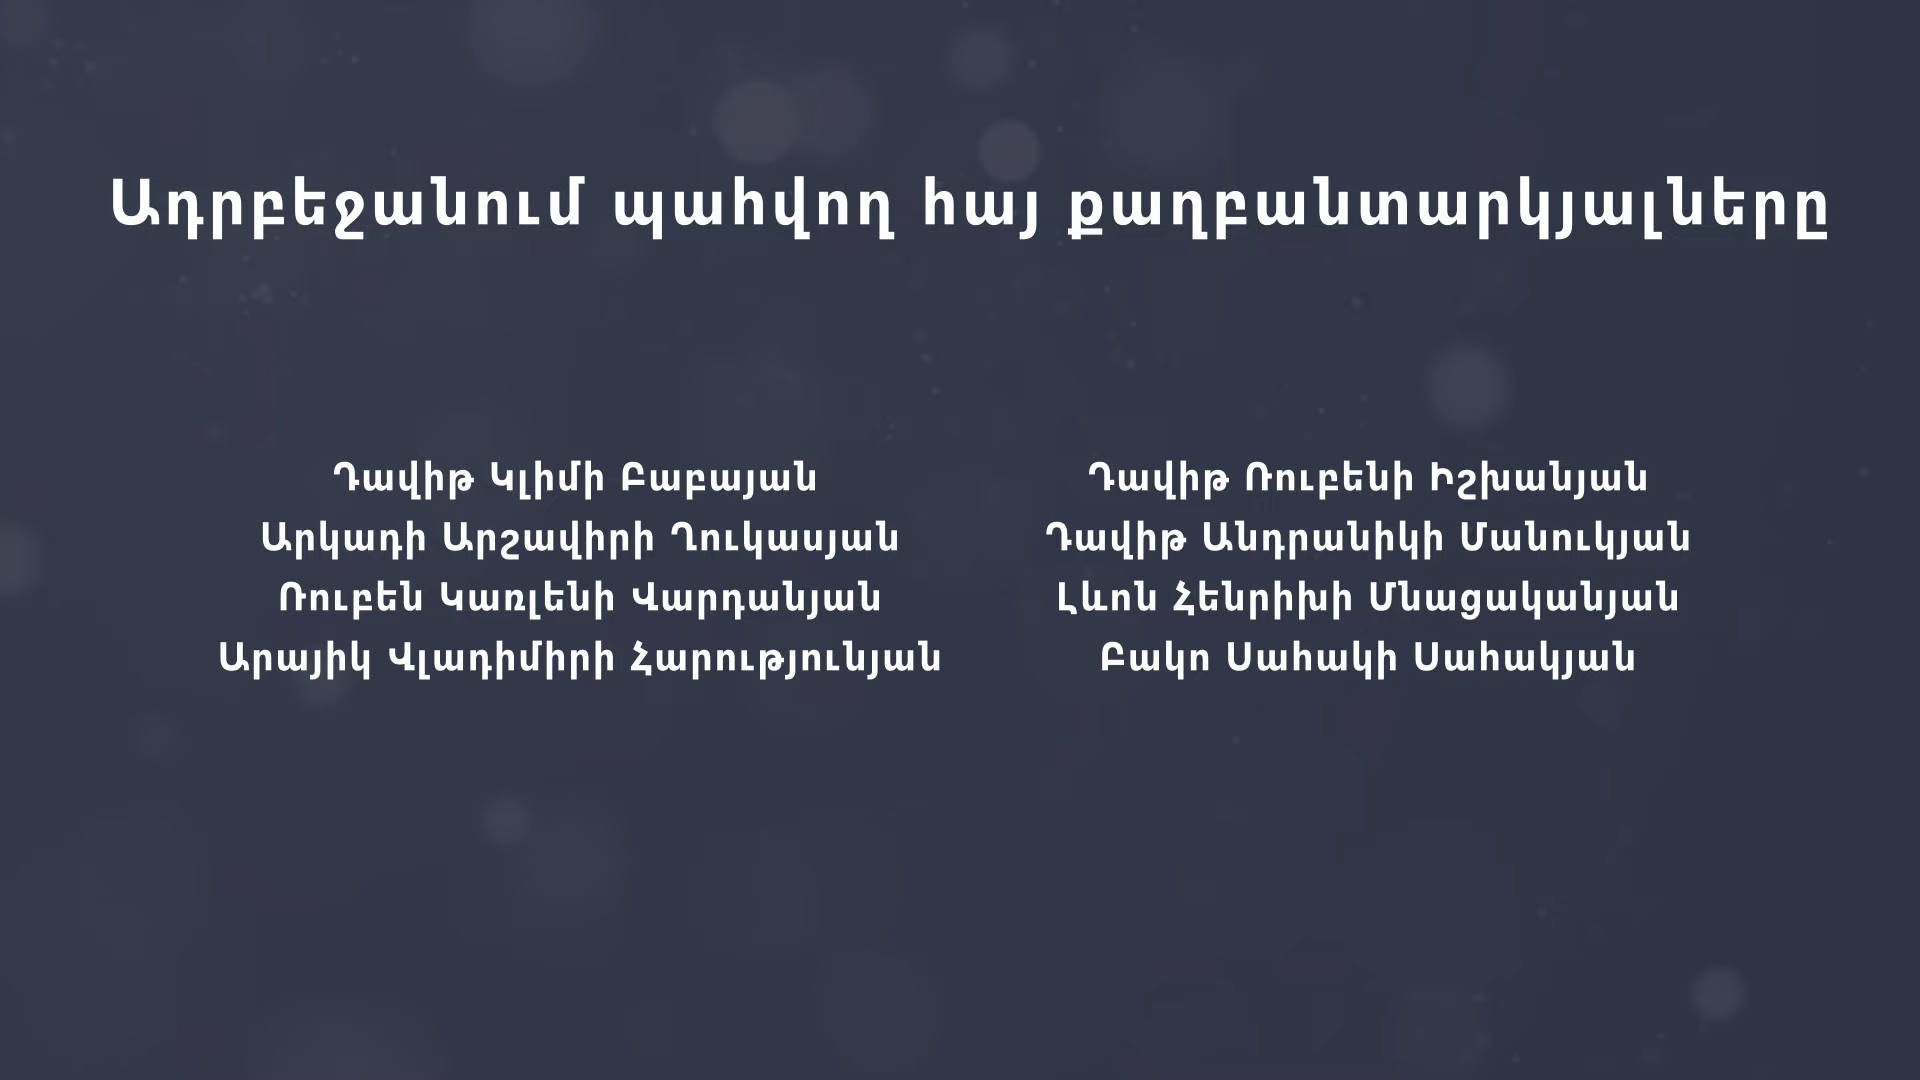 Ադրբեջանում պահվող հայ քաղբանտարկյալները
Դավիթ Կլիմի Բաբայան
Արկադի Արշավիրի Ղուկասյան
Ռուբեն Կառլենի Վարդանյան
Արայիկ Վլադիմիրի Հարությունյան
Դավիթ Ռուբենի Իշխանյան
Դավիթ Անդրանիկի Մանուկյան
Լևոն Հենրիխի Մնացականյան
Բակո Սահակի Սահակյան